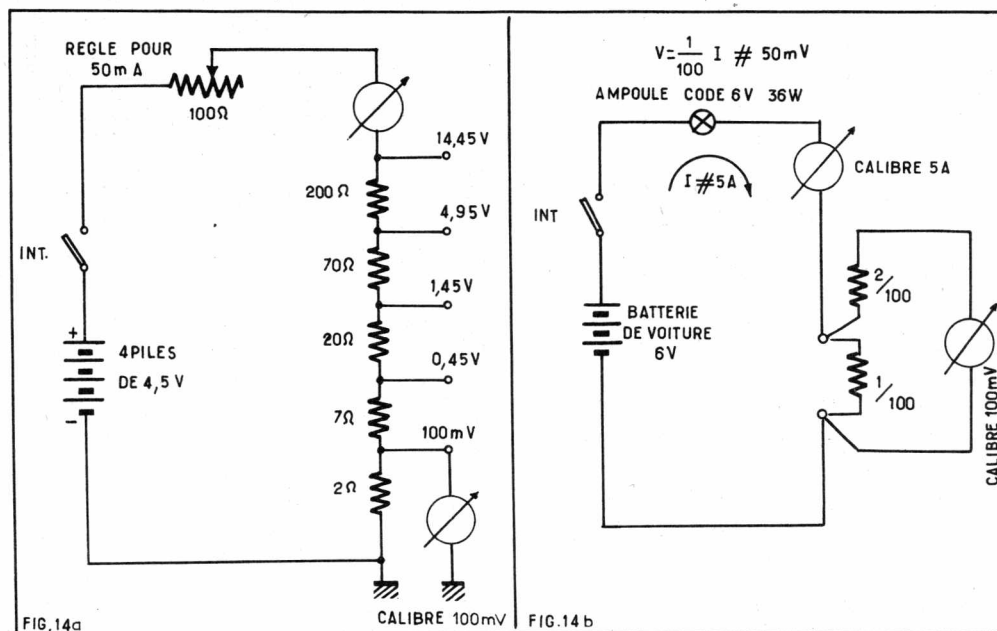 REGLE POUR
50mA
100Ω
14,45V
200Ω
4,95V
INT.
70Ω
1,45V
+
4PILES
DE 4,5 V
20Ω
0,45V
−
7Ω
100mV
2Ω
CALIBRE 100mV
FIG.14a
V=1/100 I # 50mV
AMPOULE CODE 6V 36W
I#5A
CALIBRE 5A
INT
2/100
BATTERIE
DE VOITURE
6V
1/100
CALIBRE 100mV
FIG.14b